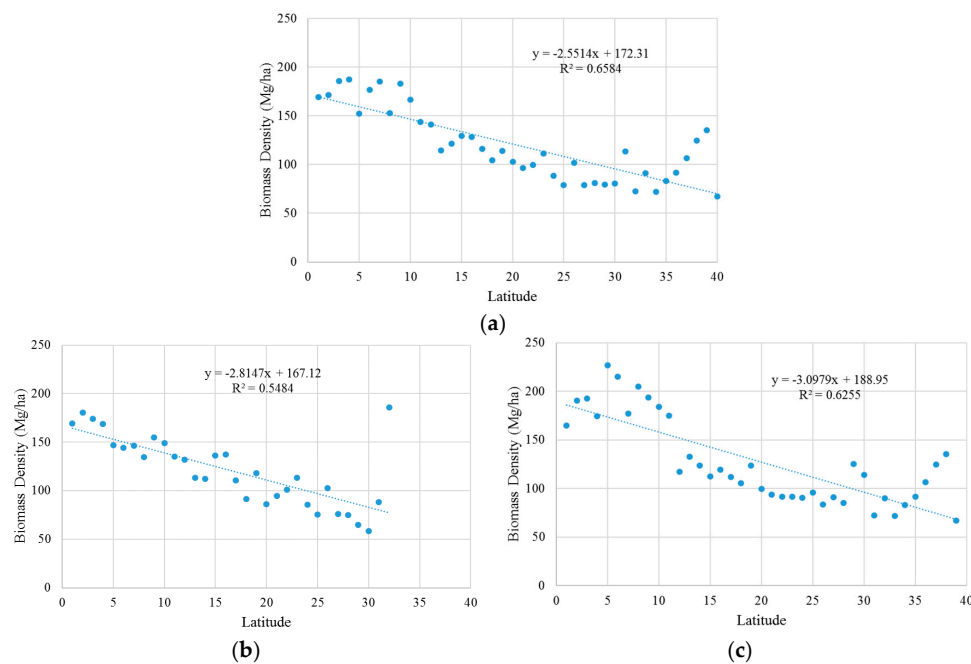 250
200
150
100
50
0
Biomass Density (Mg/ha)
y = -2.5514x + 172.31
R² = 0.6584
0 5 10 15 20 25 30 35 40
Latitude
(a)
250
200
150
100
50
0
Biomass Density (Mg/ha)
y = -2.8147x + 167.12
R² = 0.5484
0 5 10 15 20 25 30 35 40
Latitude
(b)
250
200
150
100
50
0
Biomass Density (Mg/ha)
y = -3.0979x + 188.95
R² = 0.6255
0 5 10 15 20 25 30 35 40
Latitude
(c)